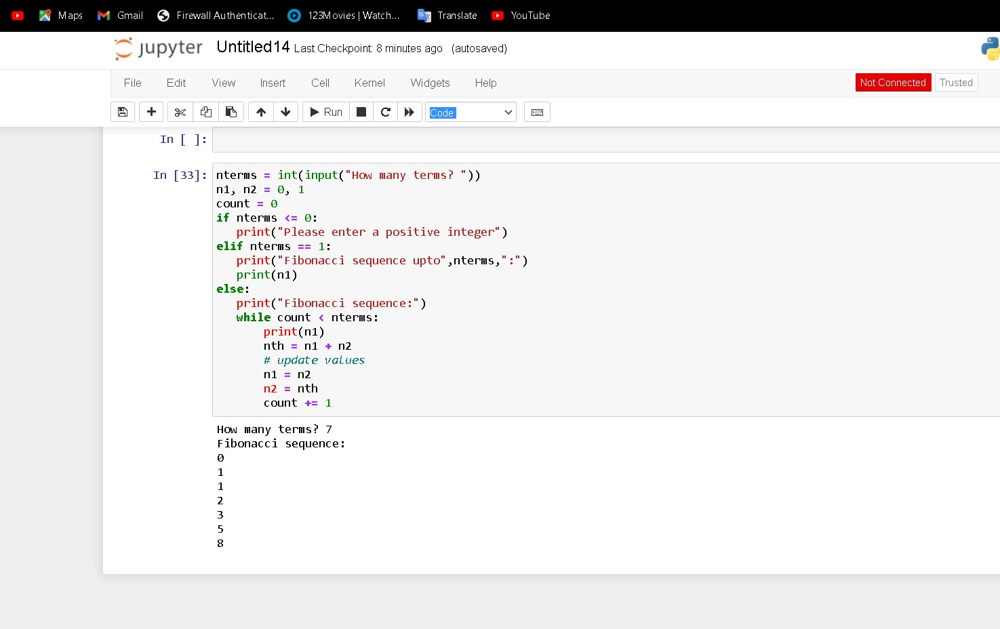 Maps Gmail Firewall Authenticat... 123Movies | Watch... Translate YouTube
jupyter Untitled14 Last Checkpoint: 8 minutes ago (autosaved)
File Edit View Insert Cell Kernel Widgets Help Not Connected Trusted
Run Code
In [ ]:
In [33]: nterms = int(input("How many terms? "))
n1, n2 = 0, 1
count = 0
if nterms <= 0:
   print("Please enter a positive integer")
elif nterms == 1:
   print("Fibonacci sequence upto",nterms,":")
   print(n1)
else:
   print("Fibonacci sequence:")
   while count < nterms:
       print(n1)
       nth = n1 + n2
       # update values
       n1 = n2
       n2 = nth
       count += 1
How many terms? 7
Fibonacci sequence:
0
1
1
2
3
5
8